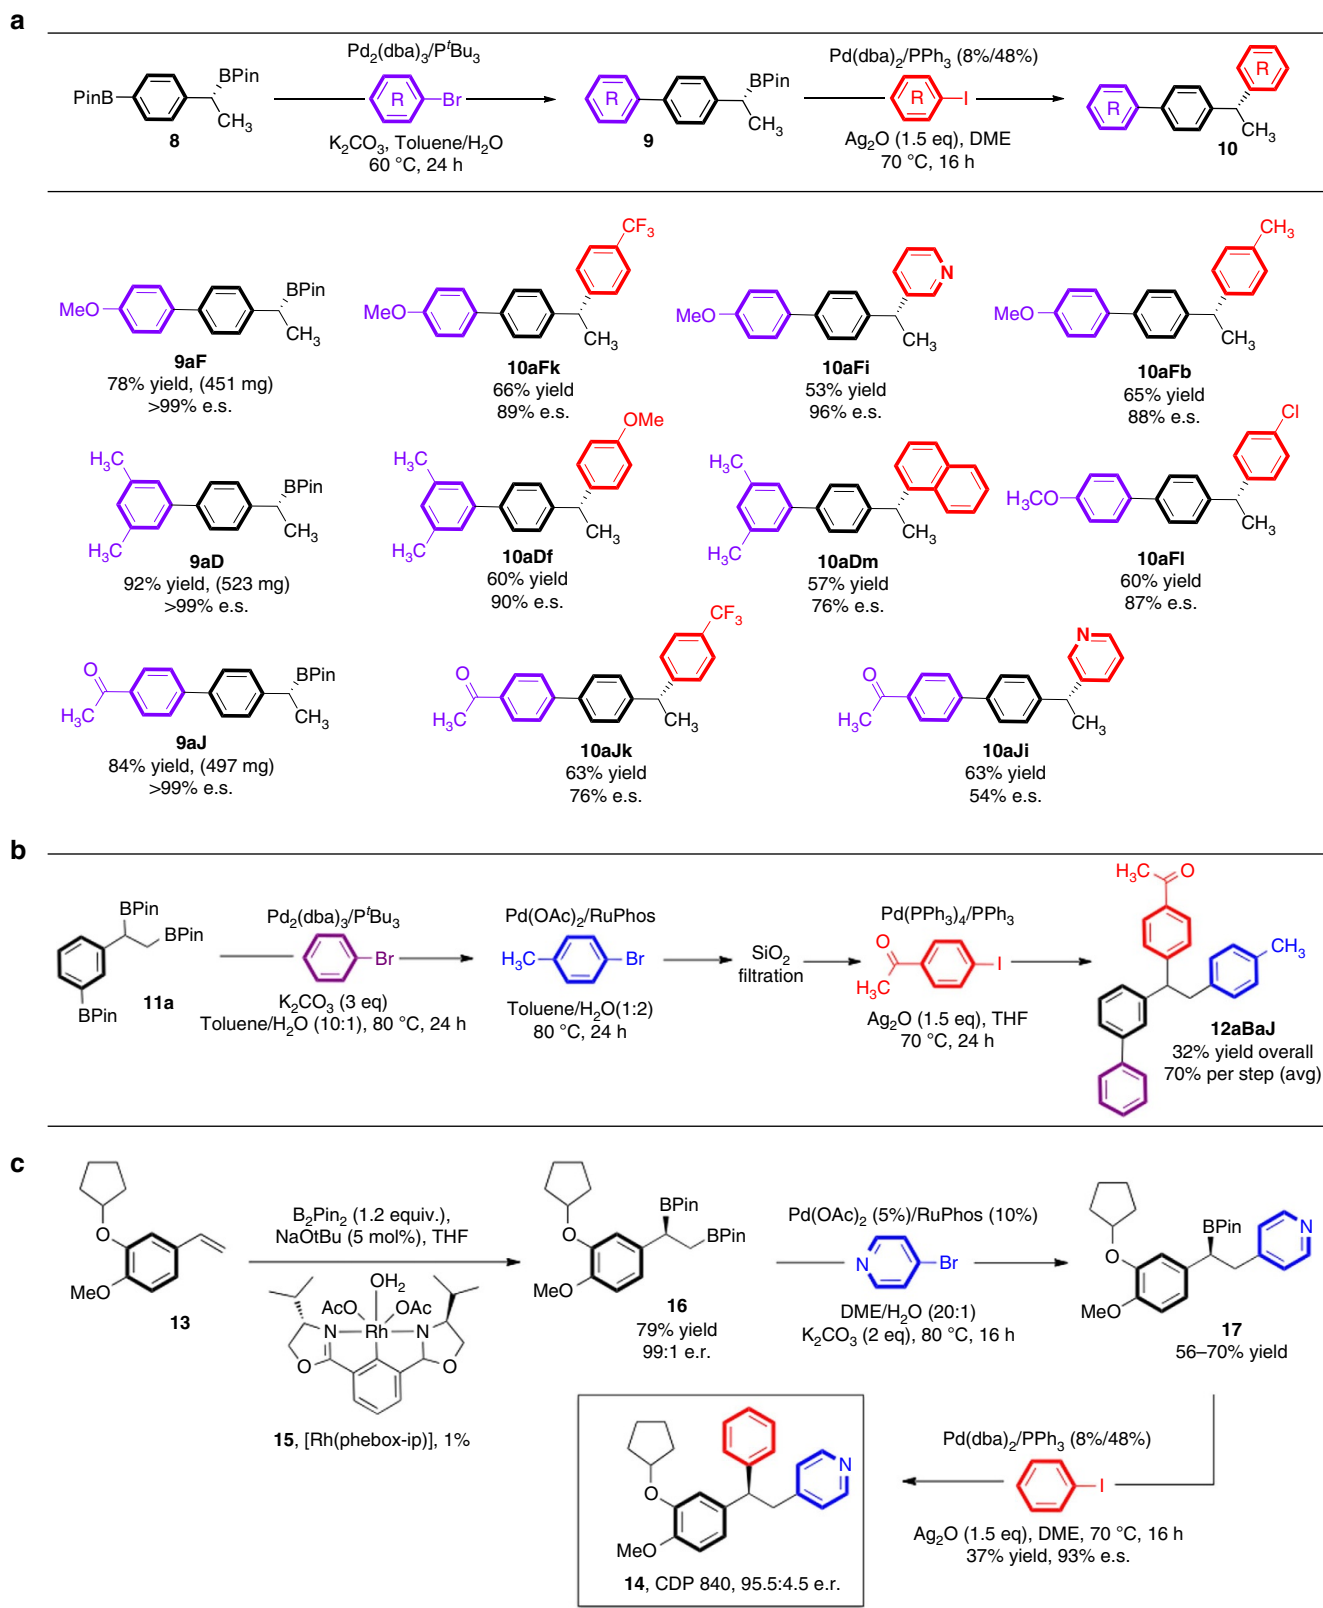 a
Pd2(dba)3/PtBu3
Pd(dba)2/PPh3 (8%/48%)
PinB
BPin
CH3
8
R
Br
K2CO3, Toluene/H2O
60 °C, 24 h
R
BPin
CH3
9
R
I
Ag2O (1.5 eq), DME
70 °C, 16 h
R
R
CH3
10
MeO
BPin
CH3
9aF
78% yield, (451 mg)
>99% e.s.
MeO
CF3
CH3
10aFk
66% yield
89% e.s.
MeO
N
CH3
10aFi
53% yield
96% e.s.
MeO
CH3
CH3
10aFb
65% yield
88% e.s.
H3C
H3C
BPin
CH3
9aD
92% yield, (523 mg)
>99% e.s.
H3C
H3C
OMe
CH3
10aDf
60% yield
90% e.s.
H3C
H3C
CH3
10aDm
57% yield
76% e.s.
H3CO
Cl
CH3
10aFl
60% yield
87% e.s.
O
H3C
BPin
CH3
9aJ
84% yield, (497 mg)
>99% e.s.
O
H3C
CF3
CH3
10aJk
63% yield
76% e.s.
O
H3C
N
CH3
10aJi
63% yield
54% e.s.
b
BPin
BPin
BPin
11a
Pd2(dba)3/PtBu3
Br
K2CO3 (3 eq)
Toluene/H2O (10:1), 80 °C, 24 h
Pd(OAc)2/RuPhos
H3C
Br
Toluene/H2O(1:2)
80 °C, 24 h
SiO2
filtration
Pd(PPh3)4/PPh3
O
H3C
I
Ag2O (1.5 eq), THF
70 °C, 24 h
H3C
O
CH3
12aBaJ
32% yield overall
70% per step (avg)
c
O
MeO
13
B2Pin2 (1.2 equiv.),
NaOtBu (5 mol%), THF
OH2
AcO
OAc
N
Rh
N
O
O
15, [Rh(phebox-ip)], 1%
O
MeO
BPin
BPin
16
79% yield
99:1 e.r.
Pd(OAc)2 (5%)/RuPhos (10%)
N
Br
DME/H2O (20:1)
K2CO3 (2 eq), 80 °C, 16 h
O
MeO
BPin
N
17
56–70% yield
Pd(dba)2/PPh3 (8%/48%)
I
Ag2O (1.5 eq), DME, 70 °C, 16 h
37% yield, 93% e.s.
O
MeO
N
14, CDP 840, 95.5:4.5 e.r.